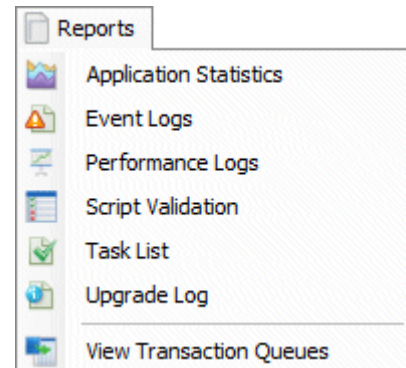 Reports
Application Statistics
Event Logs
Performance Logs
Script Validation
Task List
Upgrade Log
View Transaction Queues